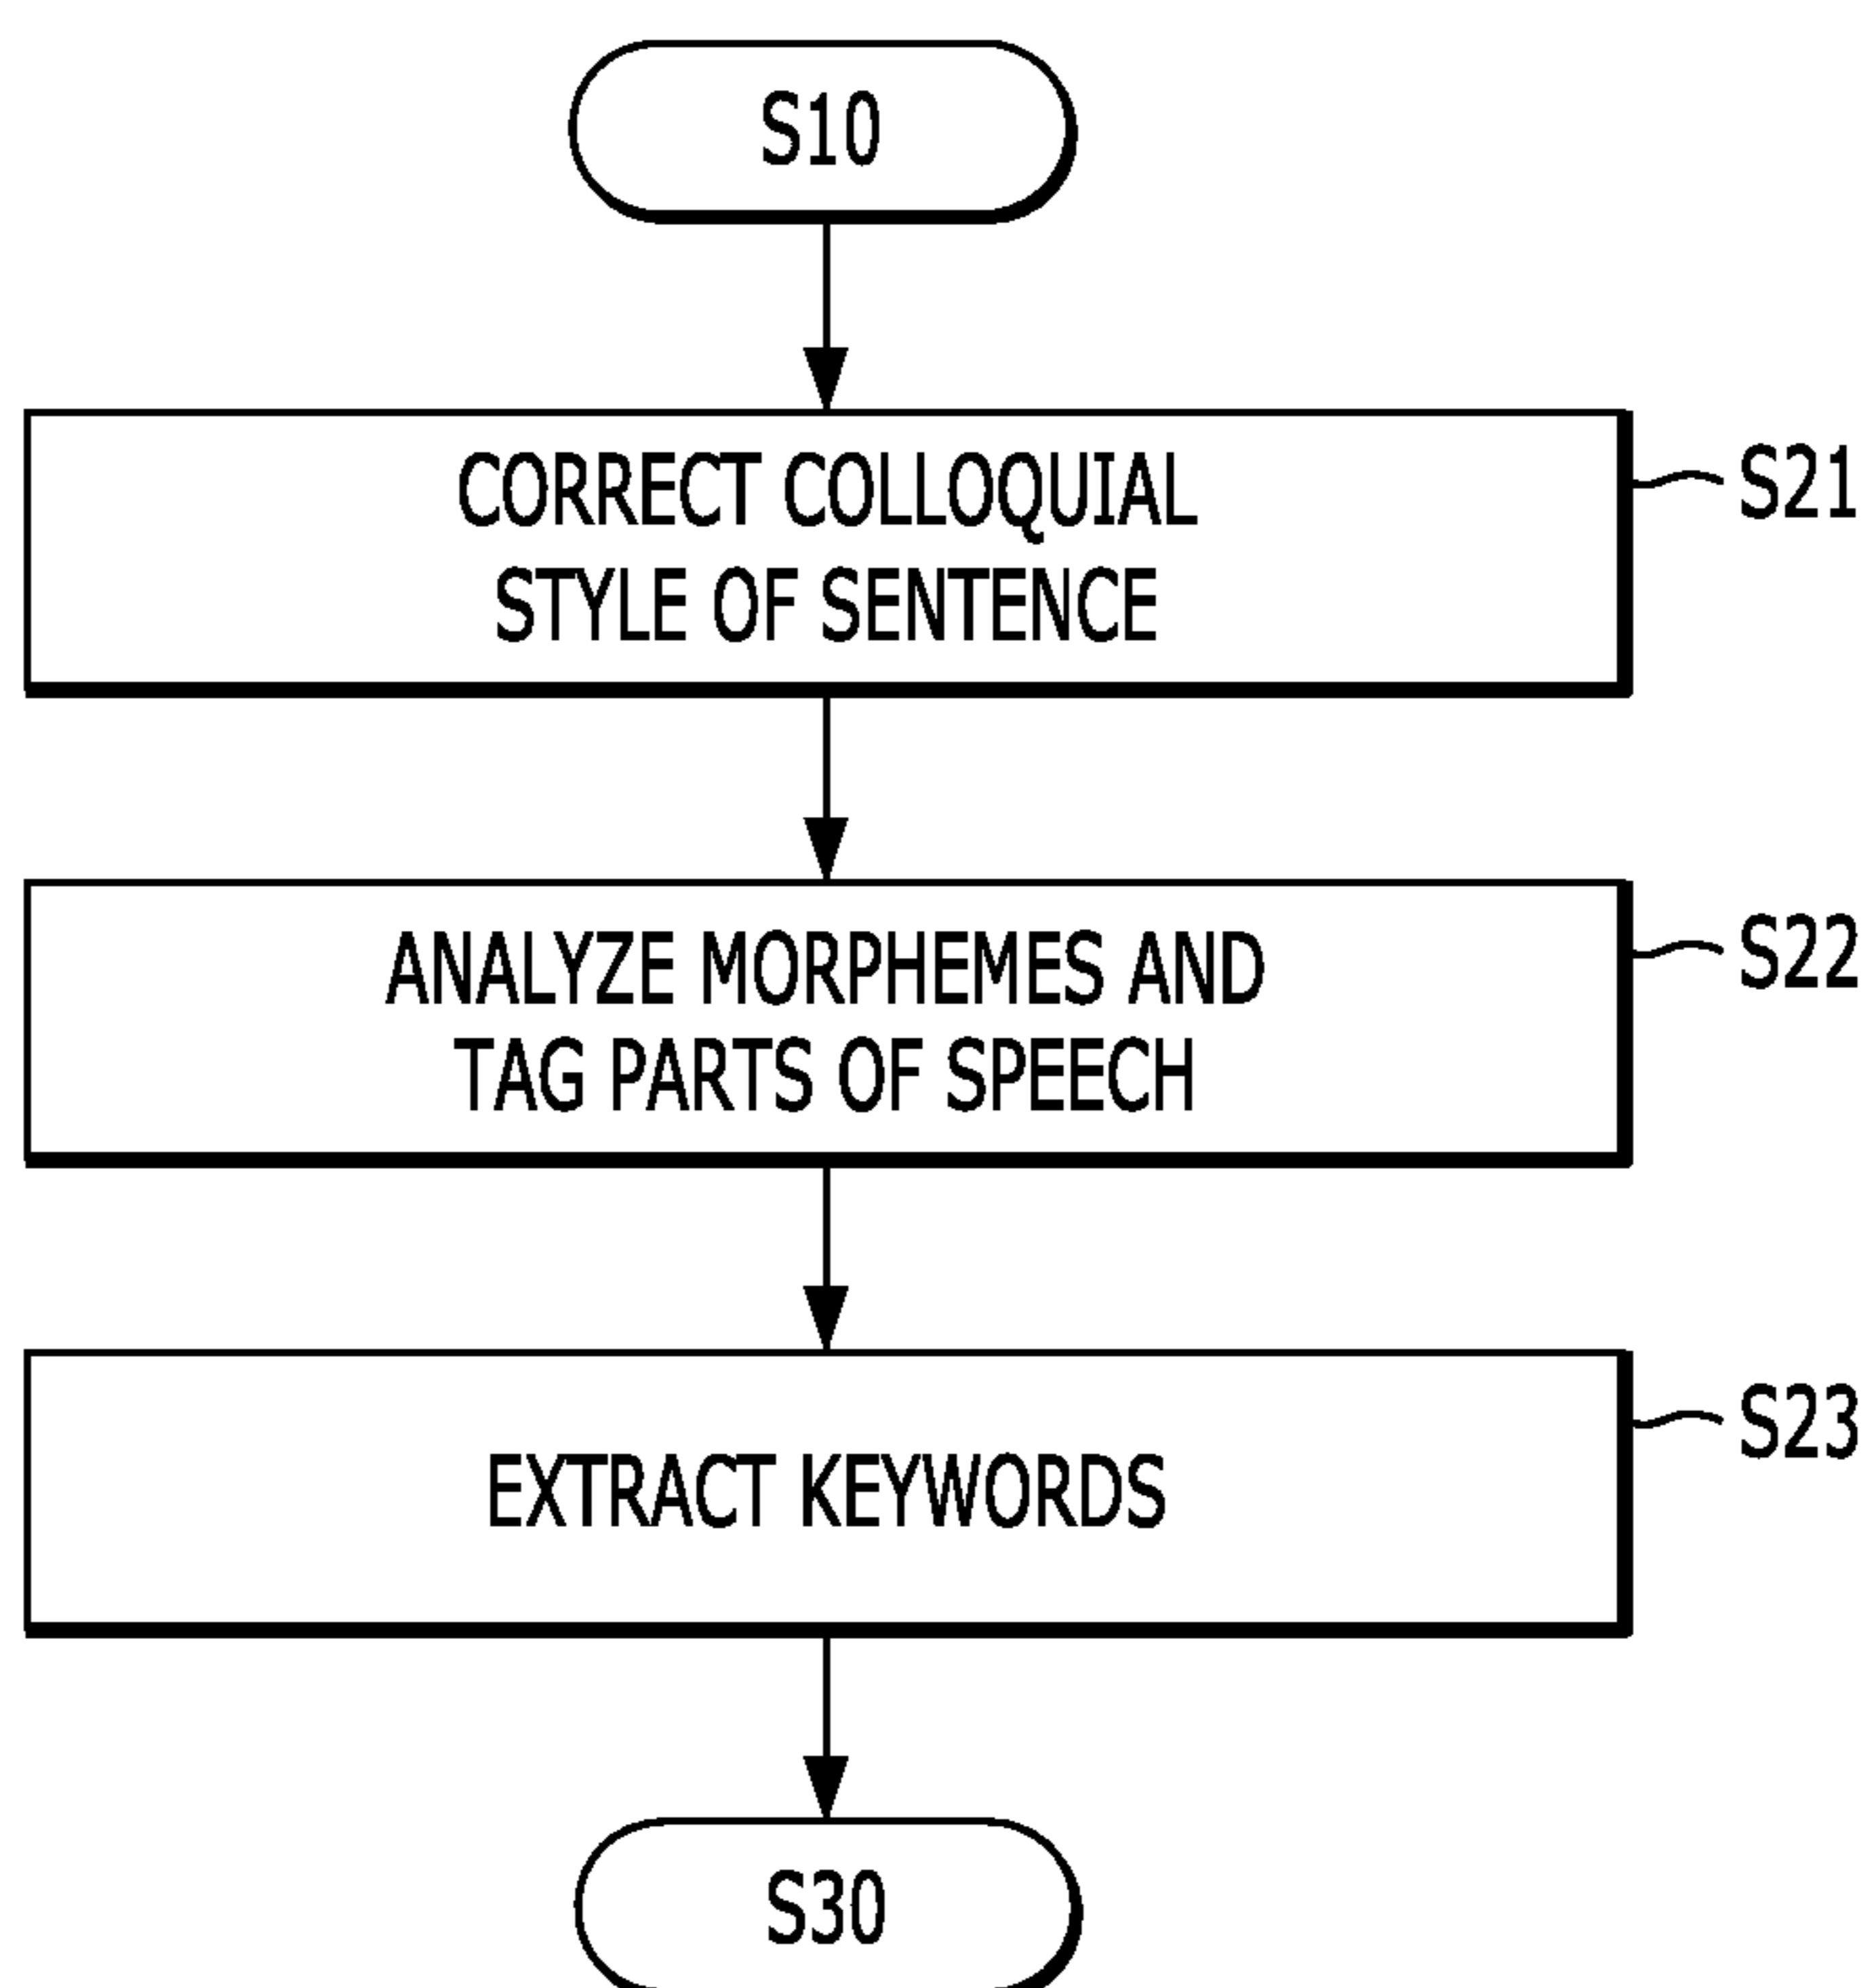 S10
CORRECT COLLOQUIAL
STYLE OF SENTENCE
S21
ANALYZE MORPHEMES AND
TAG PARTS OF SPEECH
S22
EXTRACT KEYWORDS
S23
S30